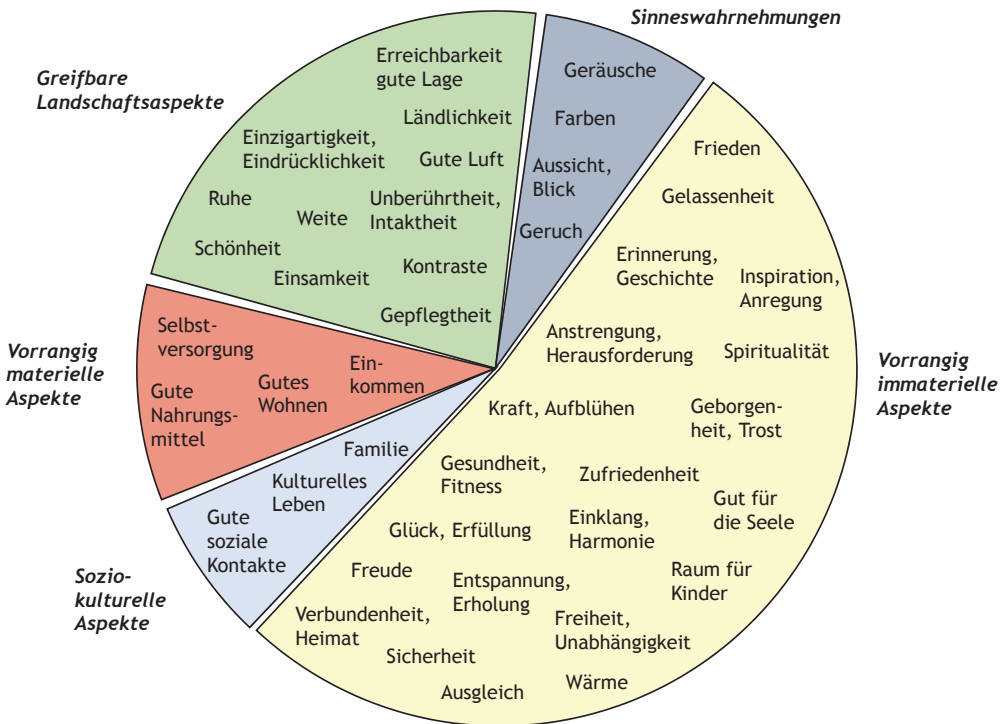 Sinneswahrnehmungen
Geräusche
Farben
Aussicht,
Blick
Geruch
Greifbare
Landschaftsaspekte
Erreichbarkeit
gute Lage
Ländlichkeit
Einzigartigkeit,
Eindrücklichkeit
Gute Luft
Ruhe
Weite
Unberührtheit,
Intaktheit
Schönheit
Einsamkeit
Kontraste
Gepflegtheit
Vorrangig
materielle
Aspekte
Selbst-
versorgung
Ein-
kommen
Gutes
Wohnen
Gute
Nahrungs-
mittel
Sozio-
kulturelle
Aspekte
Familie
Kulturelles
Leben
Gute
soziale
Kontakte
Vorrangig
immaterielle
Aspekte
Frieden
Gelassenheit
Erinnerung,
Geschichte
Inspiration,
Anregung
Anstrengung,
Herausforderung
Spiritualität
Kraft, Aufblühen
Geborgen-
heit, Trost
Gesundheit,
Fitness
Zufriedenheit
Gut für
die Seele
Glück, Erfüllung
Einklang,
Harmonie
Freude
Entspannung,
Erholung
Raum für
Kinder
Verbundenheit,
Heimat
Freiheit,
Unabhängigkeit
Sicherheit
Ausgleich
Wärme